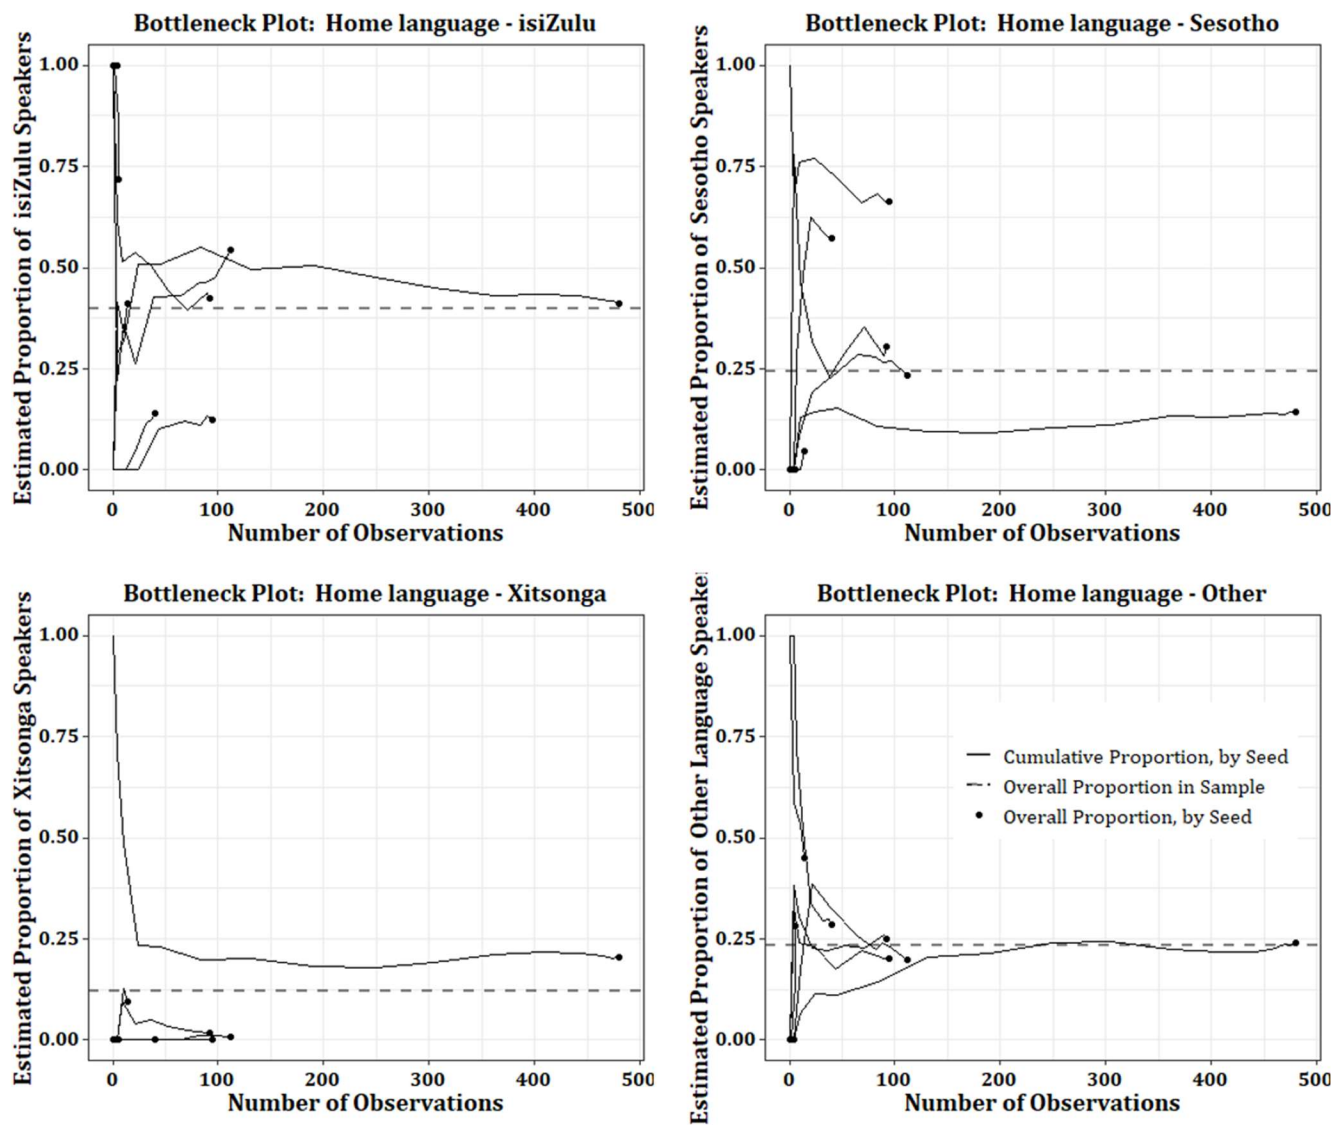 Bottleneck Plot: Home language - isiZulu
Estimated Proportion of isiZulu Speakers
1.00
0.75
0.50
0.25
0.00
0 100 200 300 400 500
Number of Observations
Bottleneck Plot: Home language - Sesotho
Estimated Proportion of Sesotho Speakers
1.00
0.75
0.50
0.25
0.00
0 100 200 300 400 500
Number of Observations
Bottleneck Plot: Home language - Xitsonga
Estimated Proportion of Xitsonga Speakers
1.00
0.75
0.50
0.25
0.00
0 100 200 300 400 500
Number of Observations
Bottleneck Plot: Home language - Other
Estimated Proportion of Other Language Speaker
1.00
0.75
0.50
0.25
0.00
Cumulative Proportion, by Seed
Overall Proportion in Sample
Overall Proportion, by Seed
0 100 200 300 400 500
Number of Observations